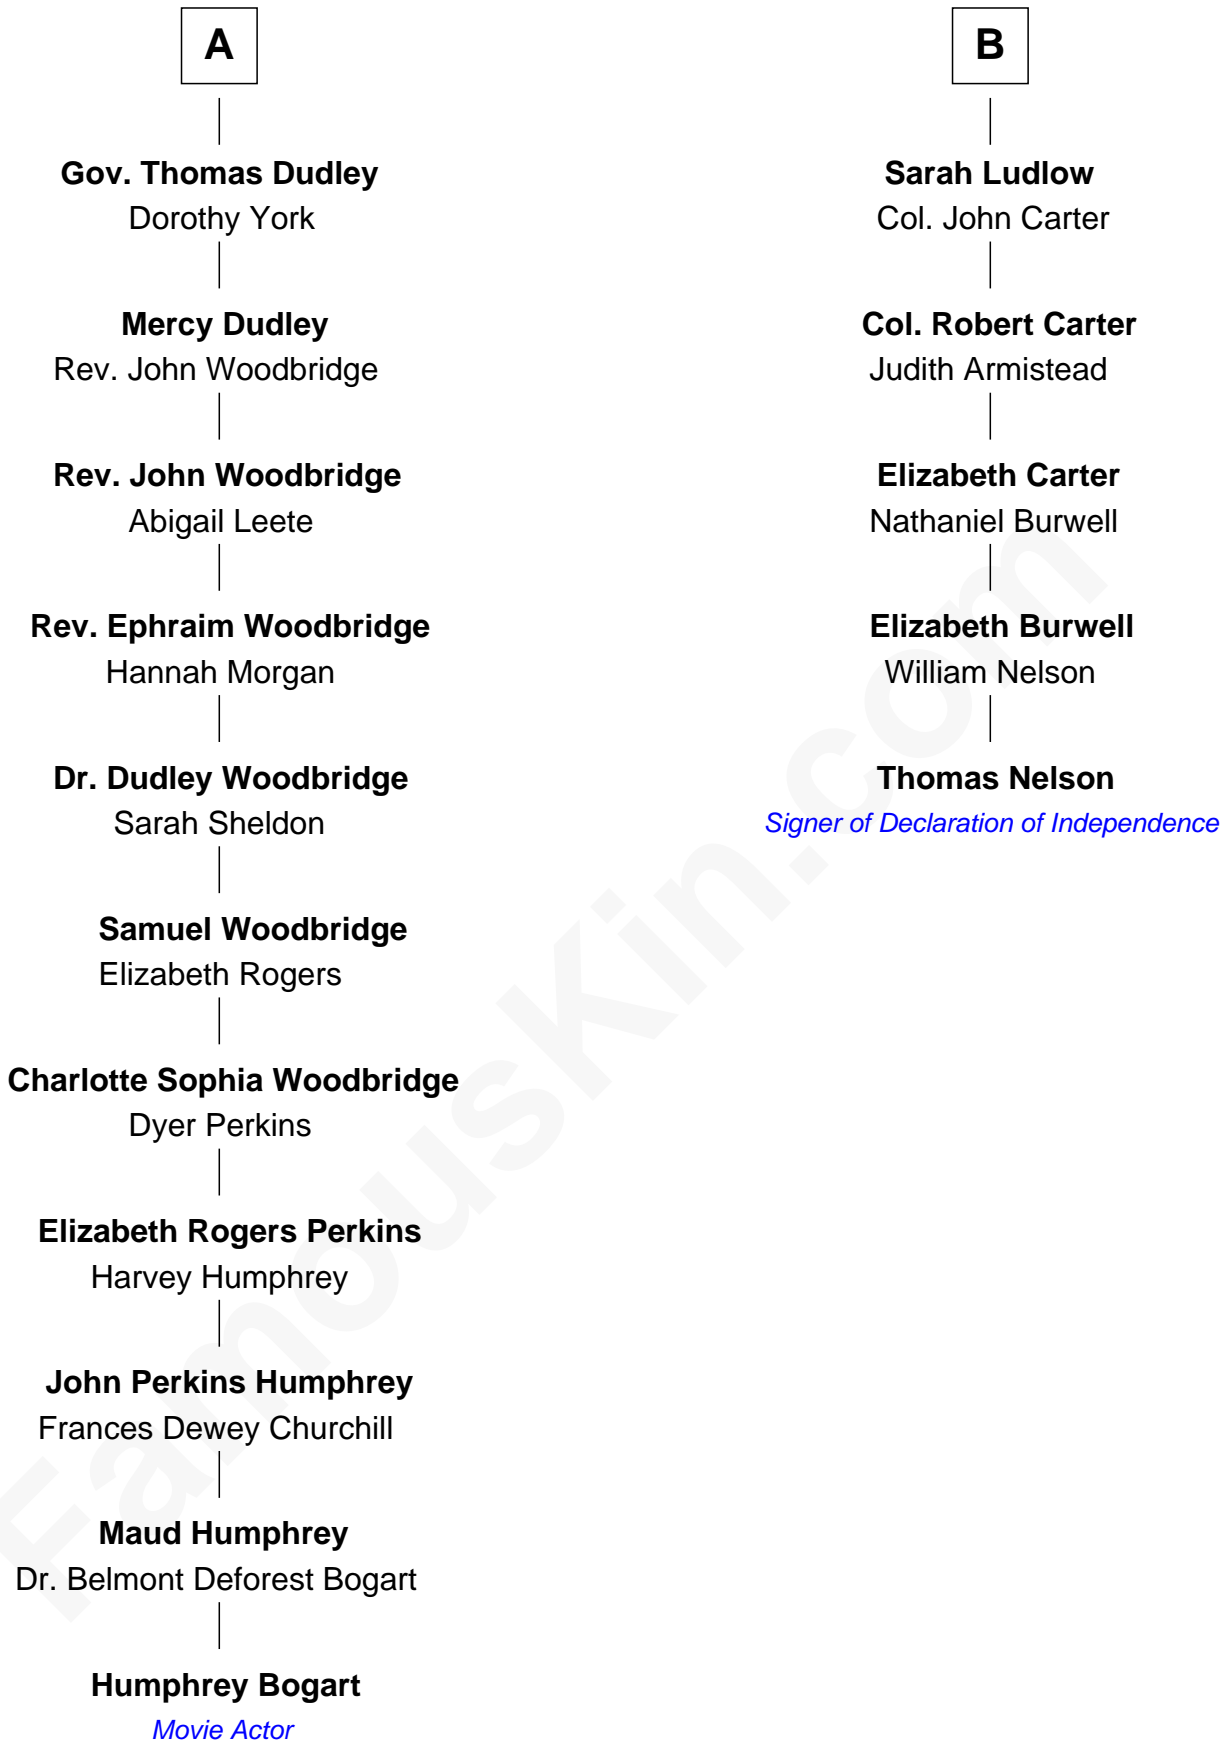 A
Gov. Thomas Dudley
Dorothy York
Mercy Dudley
Rev. John Woodbridge
Rev. John Woodbridge
Abigail Leete
Rev. Ephraim Woodbridge
Hannah Morgan
Dr. Dudley Woodbridge
Sarah Sheldon
Samuel Woodbridge
Elizabeth Rogers
Charlotte Sophia Woodbridge
Dyer Perkins
Elizabeth Rogers Perkins
Harvey Humphrey
John Perkins Humphrey
Frances Dewey Churchill
Maud Humphrey
Dr. Belmont Deforest Bogart
Humphrey Bogart
Movie Actor
B
Sarah Ludlow
Col. John Carter
Col. Robert Carter
Judith Armistead
Elizabeth Carter
Nathaniel Burwell
Elizabeth Burwell
William Nelson
Thomas Nelson
Signer of Declaration of Independence
FamousKin.com